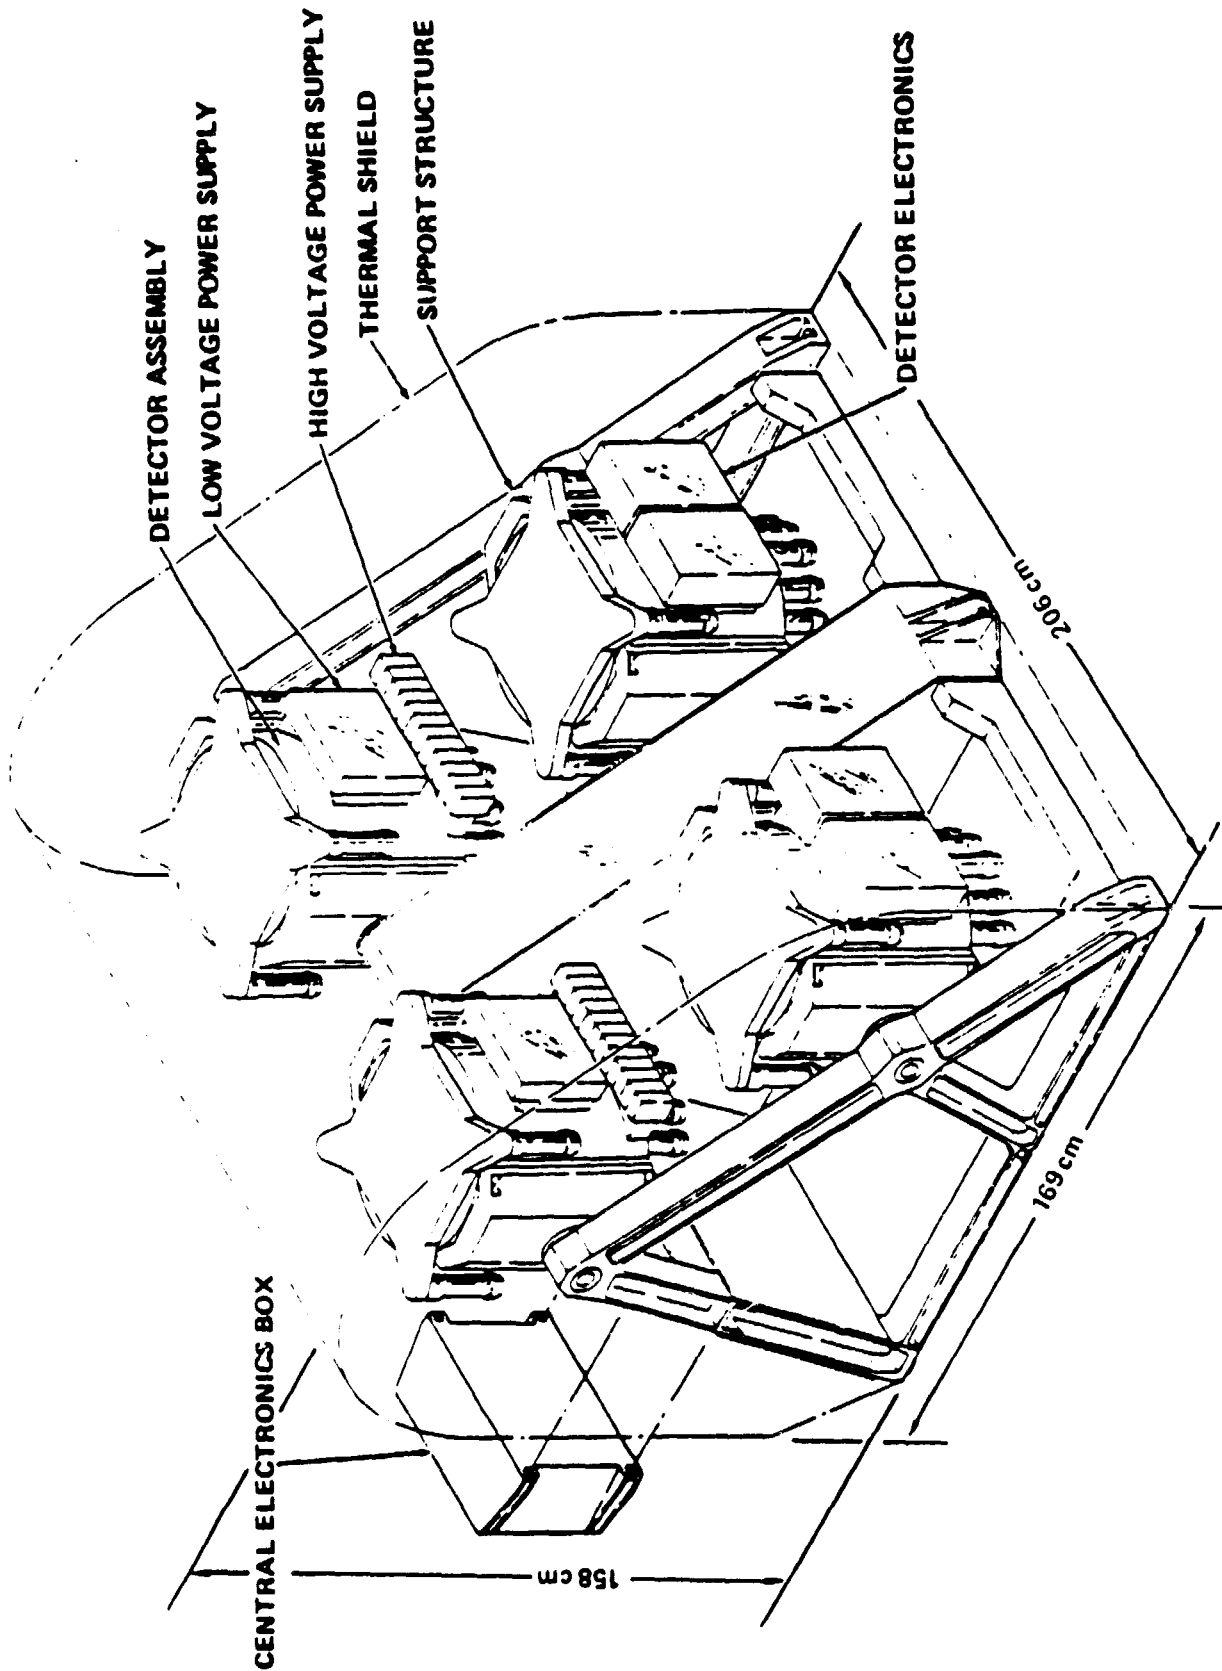 DETECTOR ASSEMBLY
LOW VOLTAGE POWER SUPPLY
HIGH VOLTAGE POWER SUPPLY
THERMAL SHIELD
SUPPORT STRUCTURE
DETECTOR ELECTRONICS
CENTRAL ELECTRONICS BOX
206 cm
169 cm
158 cm